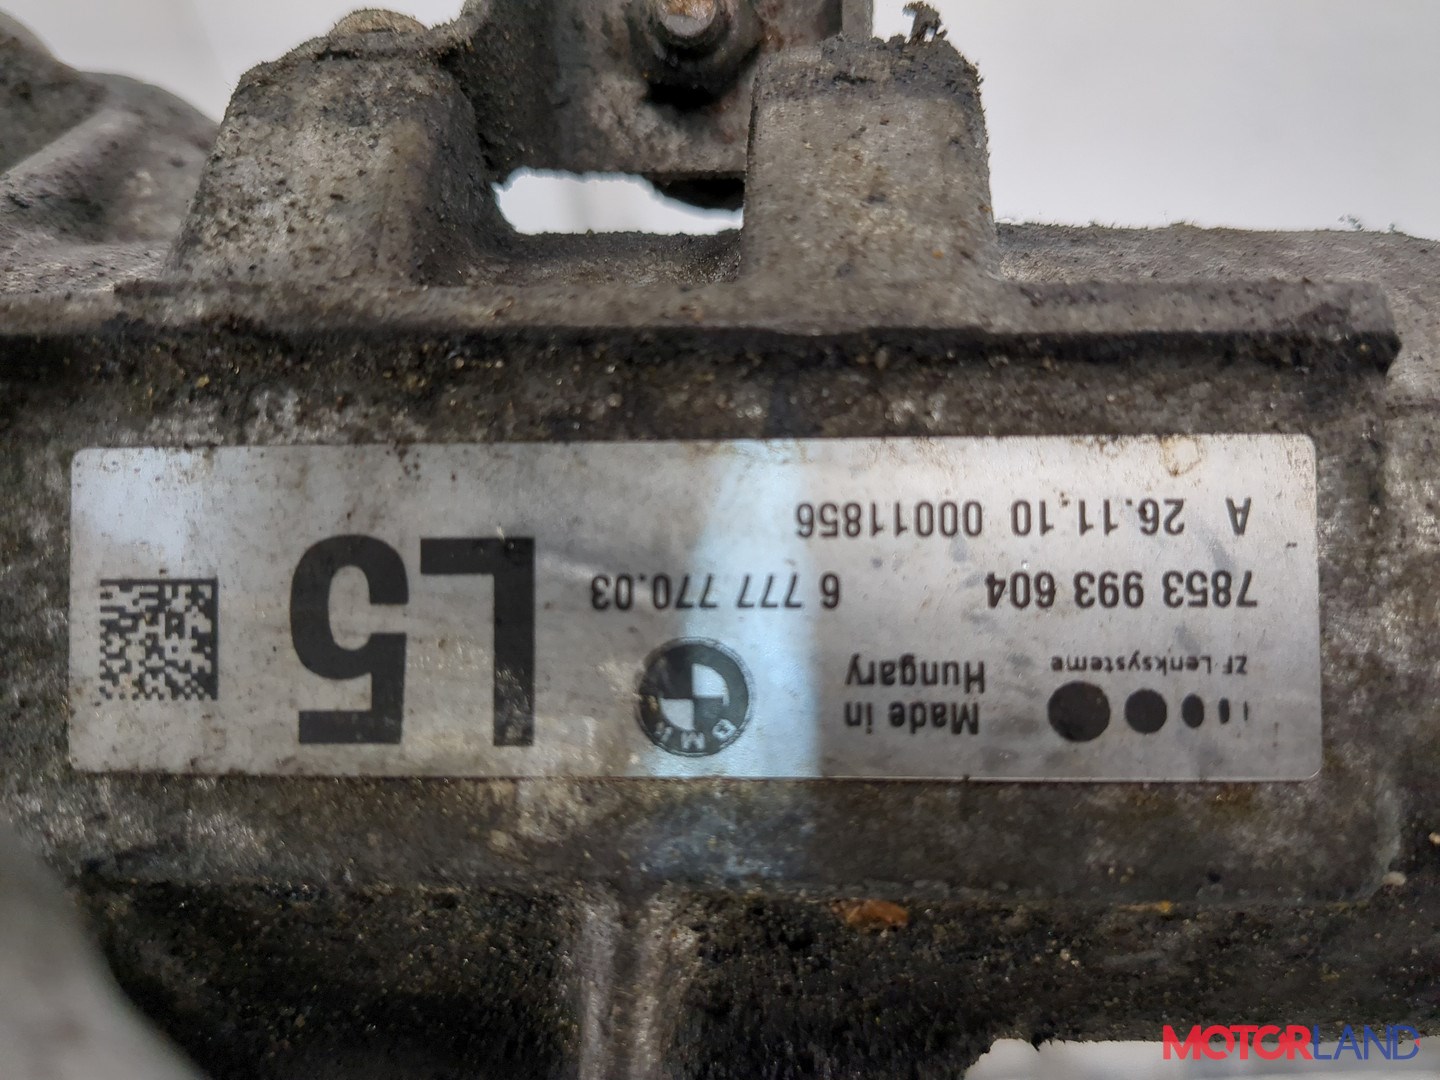 ZF Lenksysteme
Made in
Hungary
BMW
L5
7853 993 604
6 777 770.03
A 26.11.10 00011856
MOTORLAND